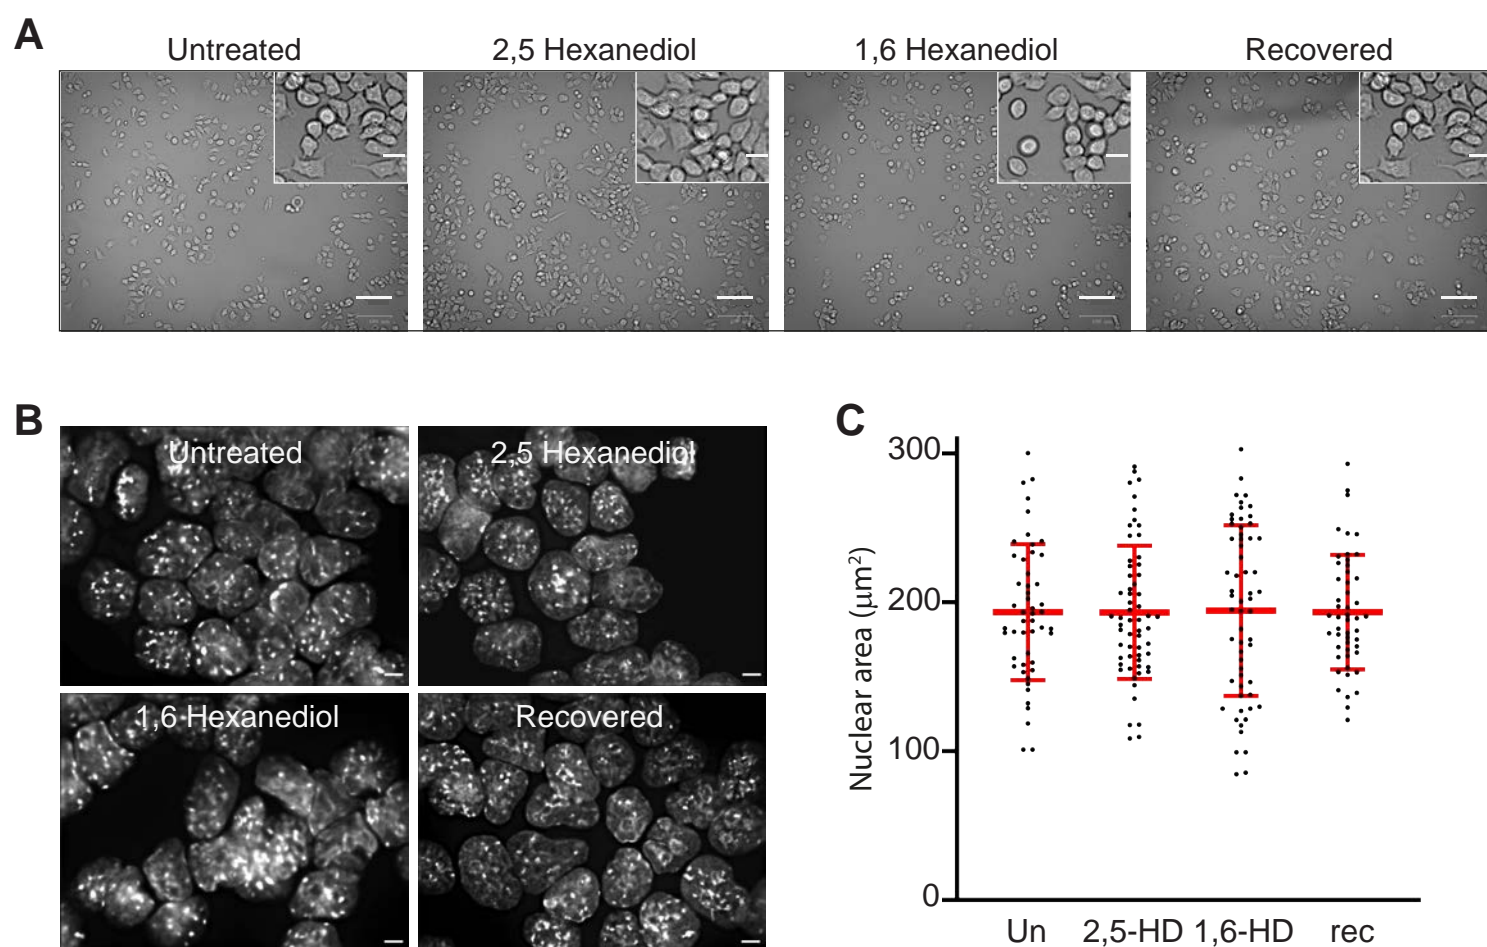 A
Untreated
2,5 Hexanediol
1,6 Hexanediol
Recovered
B
Untreated
2,5 Hexanediol
1,6 Hexanediol
Recovered
C
Nuclear area (μm²)
300
200
100
0
Un
2,5-HD
1,6-HD
rec